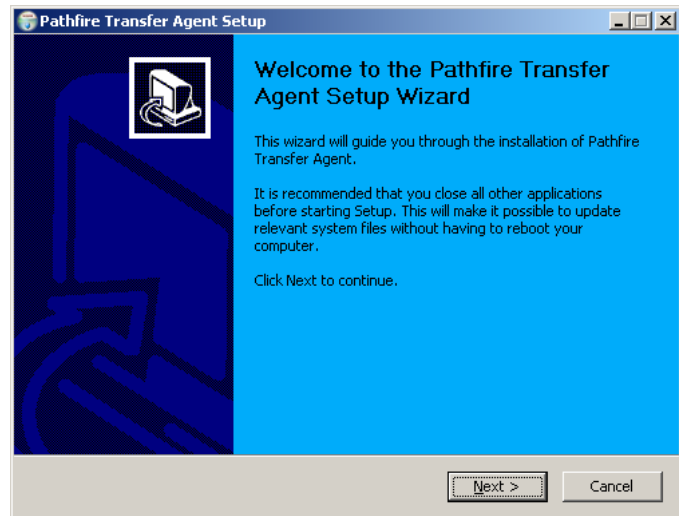 Pathfire Transfer Agent Setup
Welcome to the Pathfire Transfer
Agent Setup Wizard
This wizard will guide you through the installation of Pathfire
Transfer Agent.
It is recommended that you close all other applications
before starting Setup. This will make it possible to update
relevant system files without having to reboot your
computer.
Click Next to continue.
Next >
Cancel